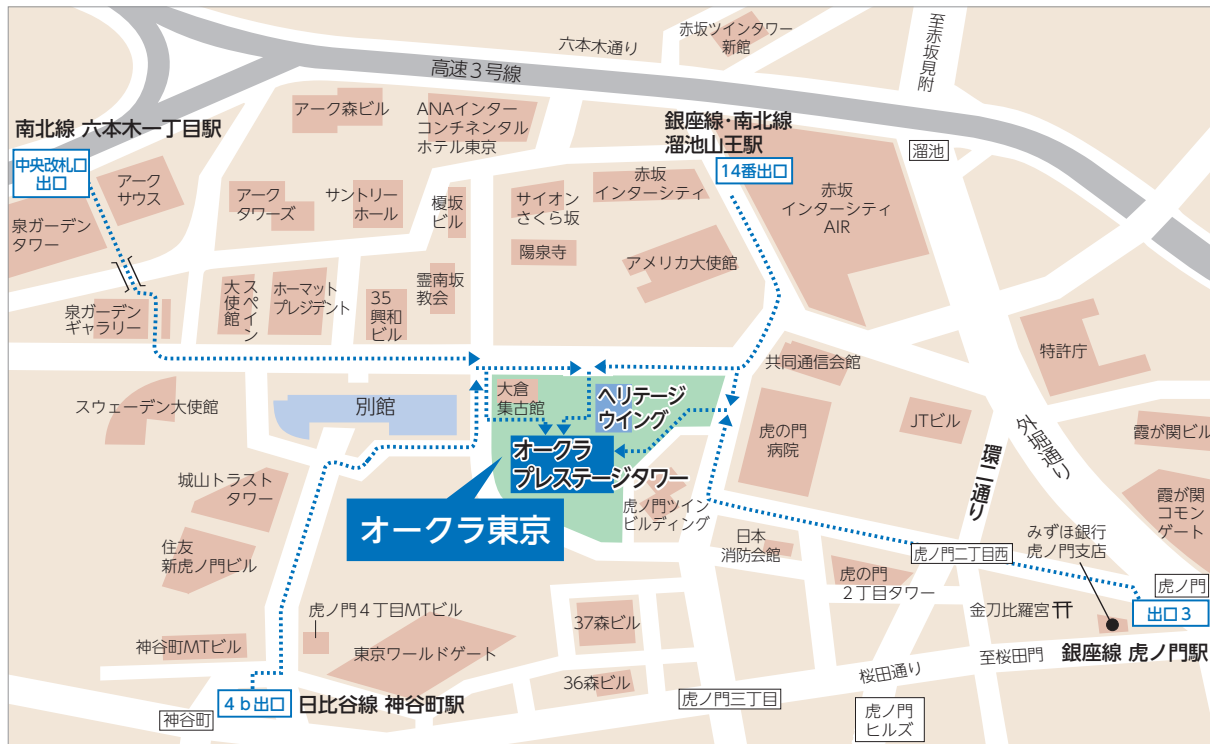 六本木通り
赤坂ツインタワー
新館
至赤坂見附
高速3号線
アーク森ビル
ANAインター
コンチネンタル
ホテル東京
南北線 六本木一丁目駅
中央改札口
出口
銀座線・南北線
溜池山王駅
14番出口
溜池
アーク
サウス
アーク
タワーズ
サントリー
ホール
榎坂
ビル
サイオン
さくら坂
赤坂
インターシティ
赤坂
インターシティ
AIR
泉ガーデン
タワー
陽泉寺
アメリカ大使館
泉ガーデン
ギャラリー
スペイン
大使館
ホーマット
プレジデント
35
興和
ビル
霊南坂
教会
共同通信会館
特許庁
スウェーデン大使館
別館
大倉
集古館
ヘリテージ
ウイング
虎の門
病院
JTビル
外堀通り
霞が関ビル
オークラ
プレステージタワー
環二通り
城山トラスト
タワー
オークラ東京
虎ノ門ツイン
ビルディング
霞が関
コモン
ゲート
住友
新虎ノ門ビル
日本
消防会館
虎ノ門二丁目西
みずほ銀行
虎ノ門支店
虎の門
2丁目タワー
虎ノ門
金刀比羅宮
出口3
虎ノ門4丁目MTビル
37森ビル
神谷町MTビル
東京ワールドゲート
至桜田門
銀座線 虎ノ門駅
36森ビル
桜田通り
4b出口
日比谷線 神谷町駅
虎ノ門三丁目
神谷町
虎ノ門
ヒルズ